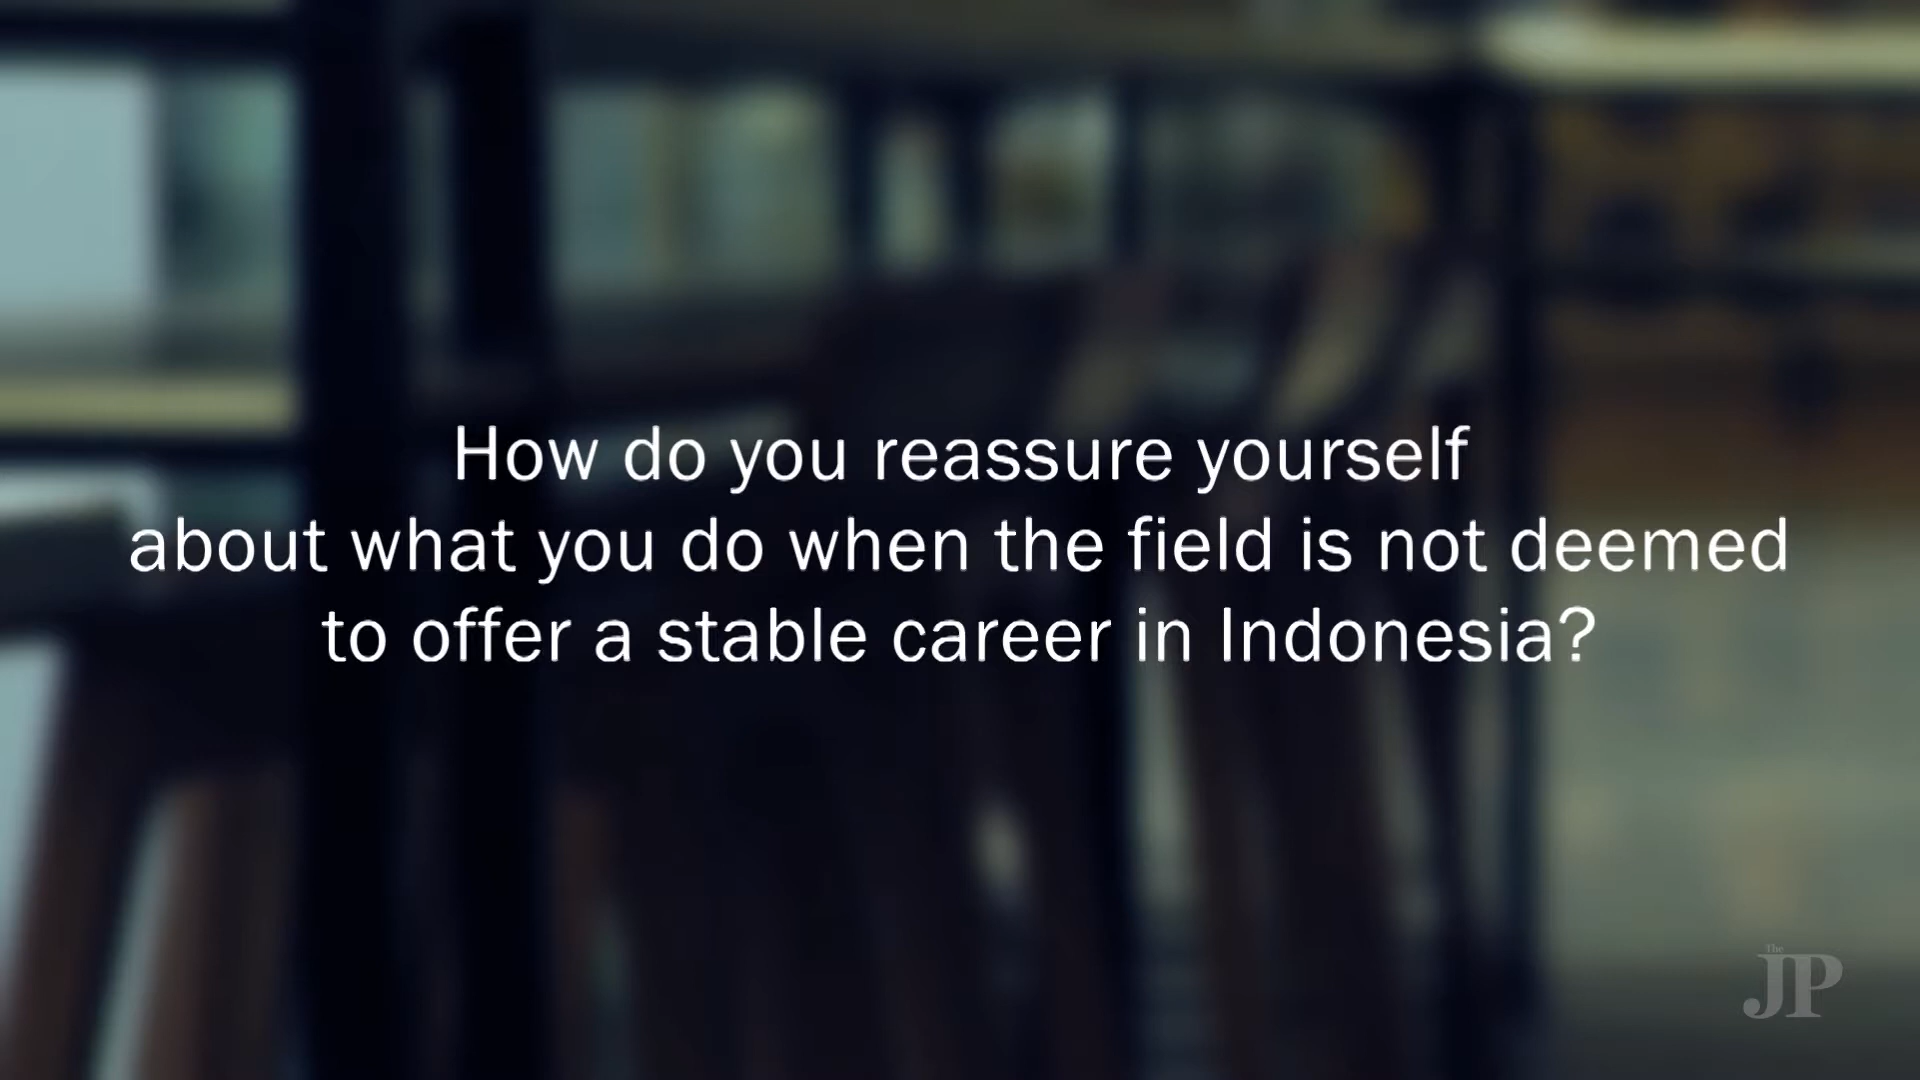 How do you reassure yourself
about what you do when the field is not deemed
to offer a stable career in Indonesia?
The
JP